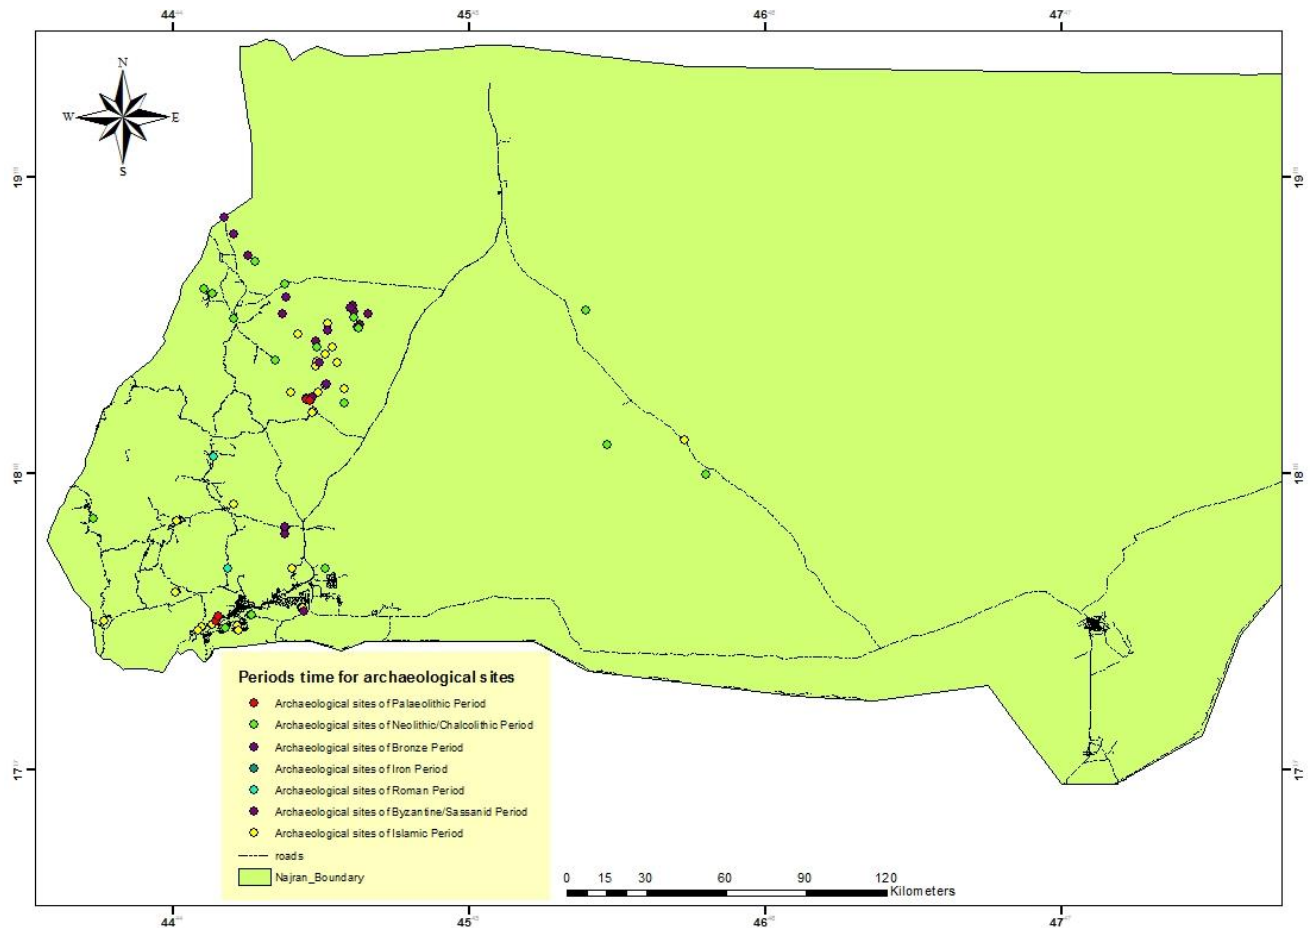 44 45 46 47
N
W E
S
19 19
18 18
17 17
Periods time for archaeological sites
Archaeological sites of Palaeolithic Period
Archaeological sites of Neolithic/Chalcolithic Period
Archaeological sites of Bronze Period
Archaeological sites of Iron Period
Archaeological sites of Roman Period
Archaeological sites of Byzantine/Sassanid Period
Archaeological sites of Islamic Period
roads
Najran_Boundary
0 15 30 60 90 120
Kilometers
44 45 46 47